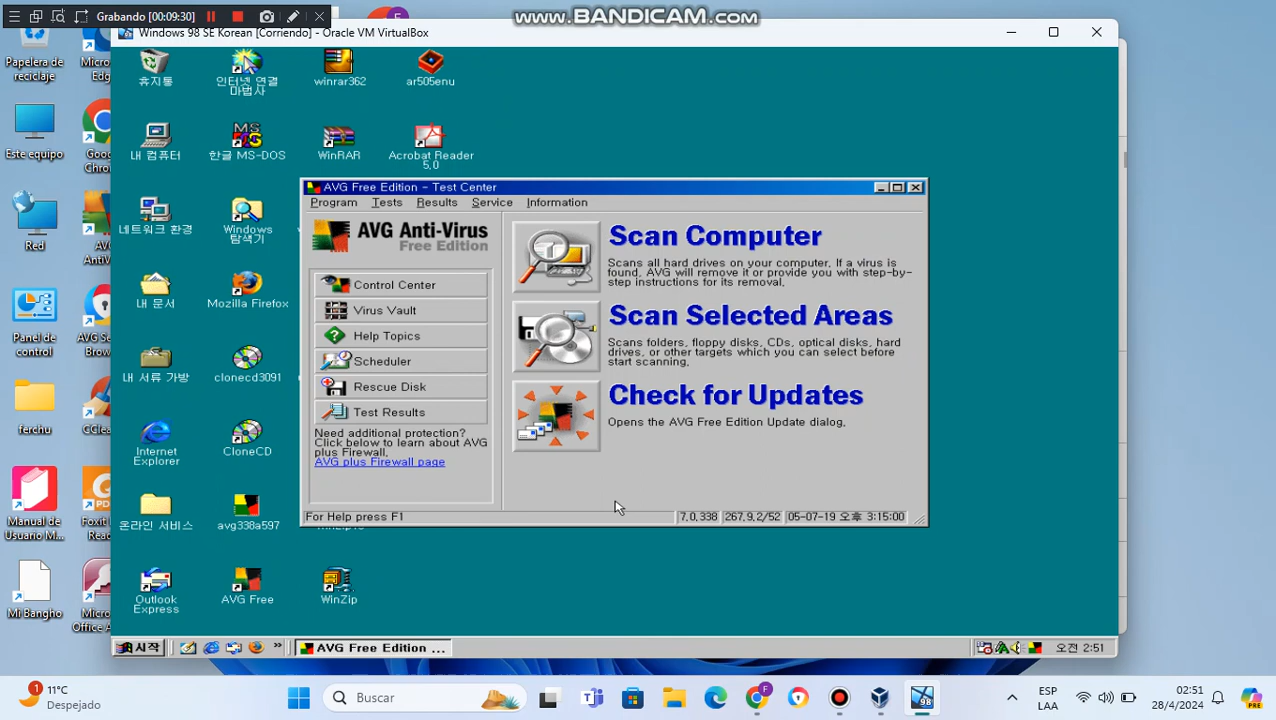 Grabando 00:09:30
www.BANDICAM.com
Windows 98 SE Korean [Corriendo] - Oracle VM VirtualBox
Papelera de
reciclaje
Este equipo
Red
Panel de
control
ferchu
Manual de
Usuario M...
Mi Bangho
휴지통
인터넷 연결
마법사
winrar362
ar505enu
내 컴퓨터
한글 MS-DOS
WinRAR
Acrobat Reader
5.0
네트워크 환경
Windows
탐색기
내 문서
Mozilla Firefox
내 서류 가방
clonecd3091
Internet
Explorer
CloneCD
온라인 서비스
avg338a597
Outlook
Express
AVG Free
WinZip
AVG Free Edition - Test Center
Program Tests Results Service Information
AVG Anti-Virus
Free Edition
Control Center
Virus Vault
Help Topics
Scheduler
Rescue Disk
Test Results
Need additional protection?
Click below to learn about AVG
plus Firewall.
AVG plus Firewall page
Scan Computer
Scans all hard drives on your computer. If a virus is
found, AVG will remove it or provide you with step-by-
step instructions for its removal.
Scan Selected Areas
Scans folders, floppy disks, CDs, optical disks, hard
drives, or other targets which you can select before
start scanning.
Check for Updates
Opens the AVG Free Edition Update dialog.
For Help press F1
7.0.338 267.9.2/52 05-07-19 오후 3:15:00
시작
AVG Free Edition ...
오전 2:51
11°C
Despejado
Buscar
ESP
LAA
02:51
28/4/2024